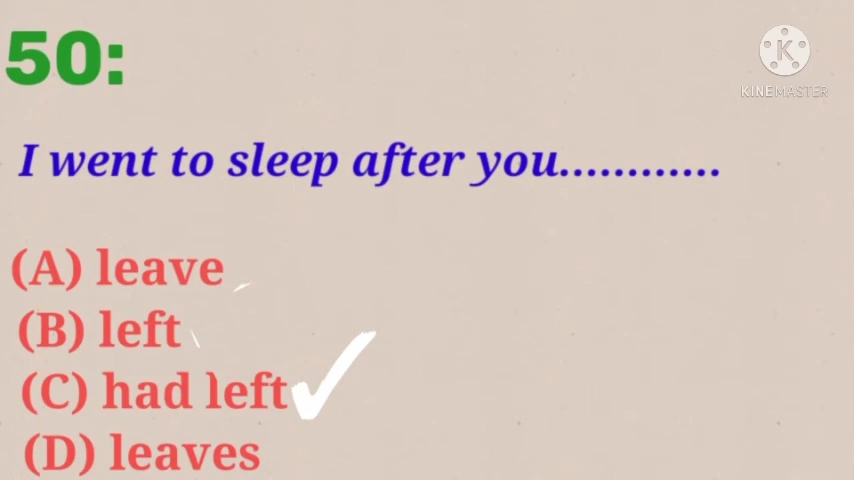 50:
KINEMASTER
I went to sleep after you............
(A) leave
(B) left
(C) had left
(D) leaves